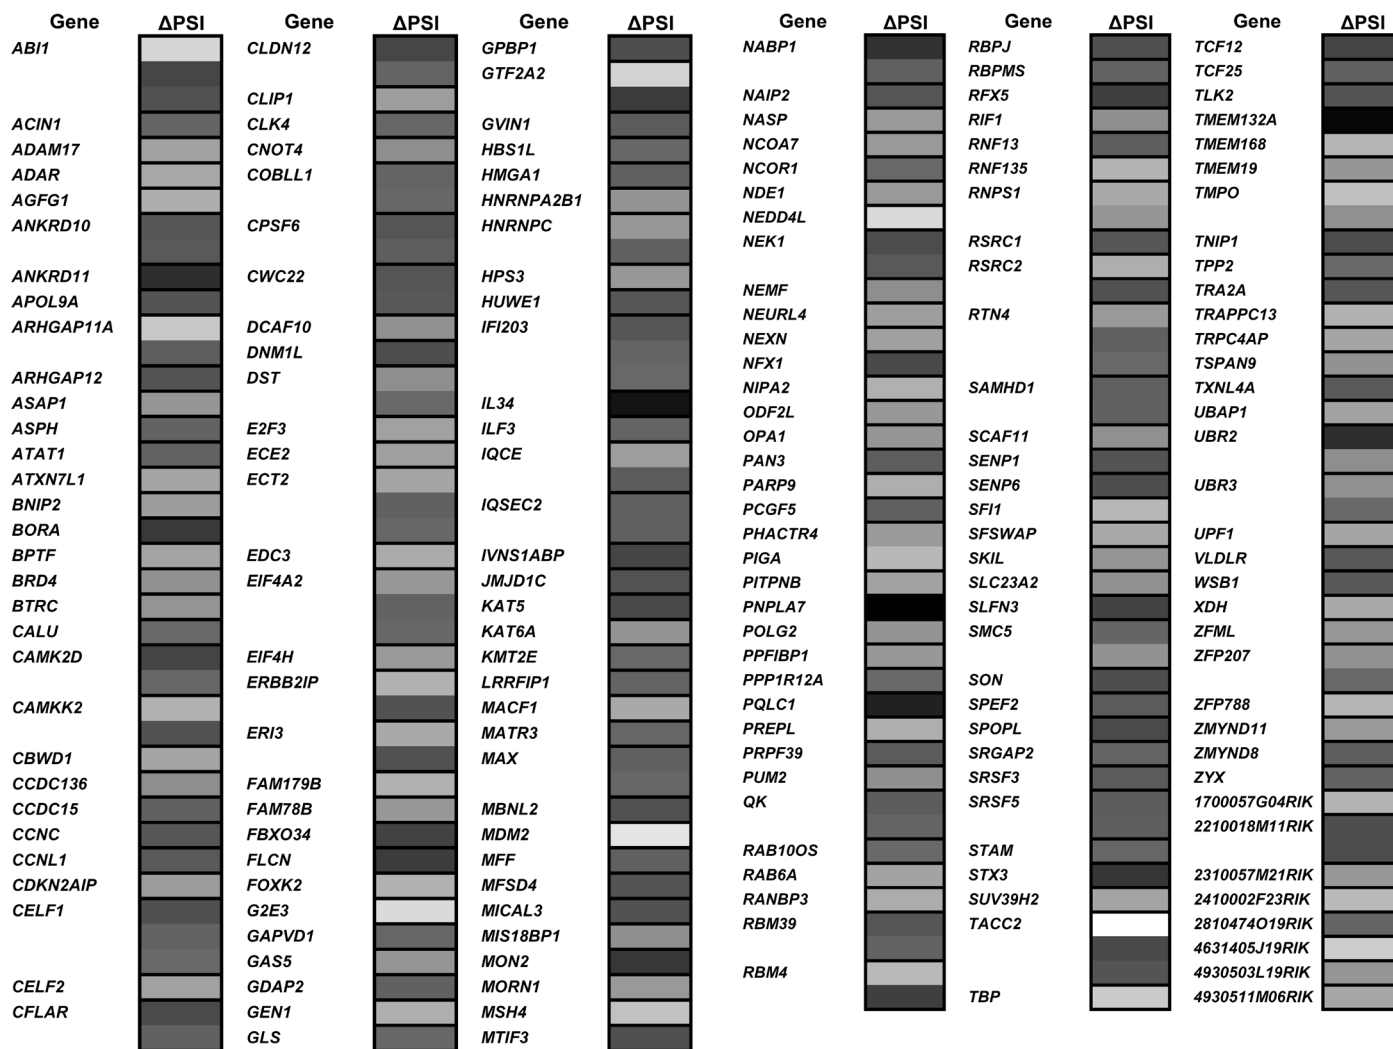 Gene ΔPSI Gene ΔPSI Gene ΔPSI Gene ΔPSI Gene ΔPSI Gene ΔPSI
ABI1
ACIN1
ADAM17
ADAR
AGFG1
ANKRD10
ANKRD11
APOL9A
ARHGAP11A
ARHGAP12
ASAP1
ASPH
ATAT1
ATXN7L1
BNIP2
BORA
BPTF
BRD4
BTRC
CALU
CAMK2D
CAMKK2
CBWD1
CCDC136
CCDC15
CCNC
CCNL1
CDKN2AIP
CELF1
CELF2
CFLAR
CLDN12
CLIP1
CLK4
CNOT4
COBLL1
CPSF6
CWC22
DCAF10
DNM1L
DST
E2F3
ECE2
ECT2
EDC3
EIF4A2
EIF4H
ERBB2IP
ERI3
FAM179B
FAM78B
FBXO34
FLCN
FOXK2
G2E3
GAPVD1
GAS5
GDAP2
GEN1
GLS
GPBP1
GTF2A2
GVIN1
HBS1L
HMGA1
HNRNPA2B1
HNRNPC
HPS3
HUWE1
IFI203
IL34
ILF3
IQCE
IQSEC2
IVNS1ABP
JMJD1C
KAT5
KAT6A
KMT2E
LRRFIP1
MACF1
MATR3
MAX
MBNL2
MDM2
MFF
MFSD4
MICAL3
MIS18BP1
MON2
MORN1
MSH4
MTIF3
NABP1
NAIP2
NASP
NCOA7
NCOR1
NDE1
NEDD4L
NEK1
NEMF
NEURL4
NEXN
NFX1
NIPA2
ODF2L
OPA1
PAN3
PARP9
PCGF5
PHACTR4
PIGA
PITPNB
PNPLA7
POLG2
PPFIBP1
PPP1R12A
PQLC1
PREPL
PRPF39
PUM2
QK
RAB10OS
RAB6A
RANBP3
RBM39
RBM4
RBPJ
RBPMS
RFX5
RIF1
RNF13
RNF135
RNPS1
RSRC1
RSRC2
RTN4
SAMHD1
SCAF11
SENP1
SENP6
SFI1
SFSWAP
SKIL
SLC23A2
SLFN3
SMC5
SON
SPEF2
SPOPL
SRGAP2
SRSF3
SRSF5
STAM
STX3
SUV39H2
TACC2
TBP
TCF12
TCF25
TLK2
TMEM132A
TMEM168
TMEM19
TMPO
TNIP1
TPP2
TRA2A
TRAPPC13
TRPC4AP
TSPAN9
TXNL4A
UBAP1
UBR2
UBR3
UPF1
VLDLR
WSB1
XDH
ZFML
ZFP207
ZFP788
ZMYND11
ZMYND8
ZYX
1700057G04RIK
2210018M11RIK
2310057M21RIK
2410002F23RIK
2810474O19RIK
4631405J19RIK
4930503L19RIK
4930511M06RIK